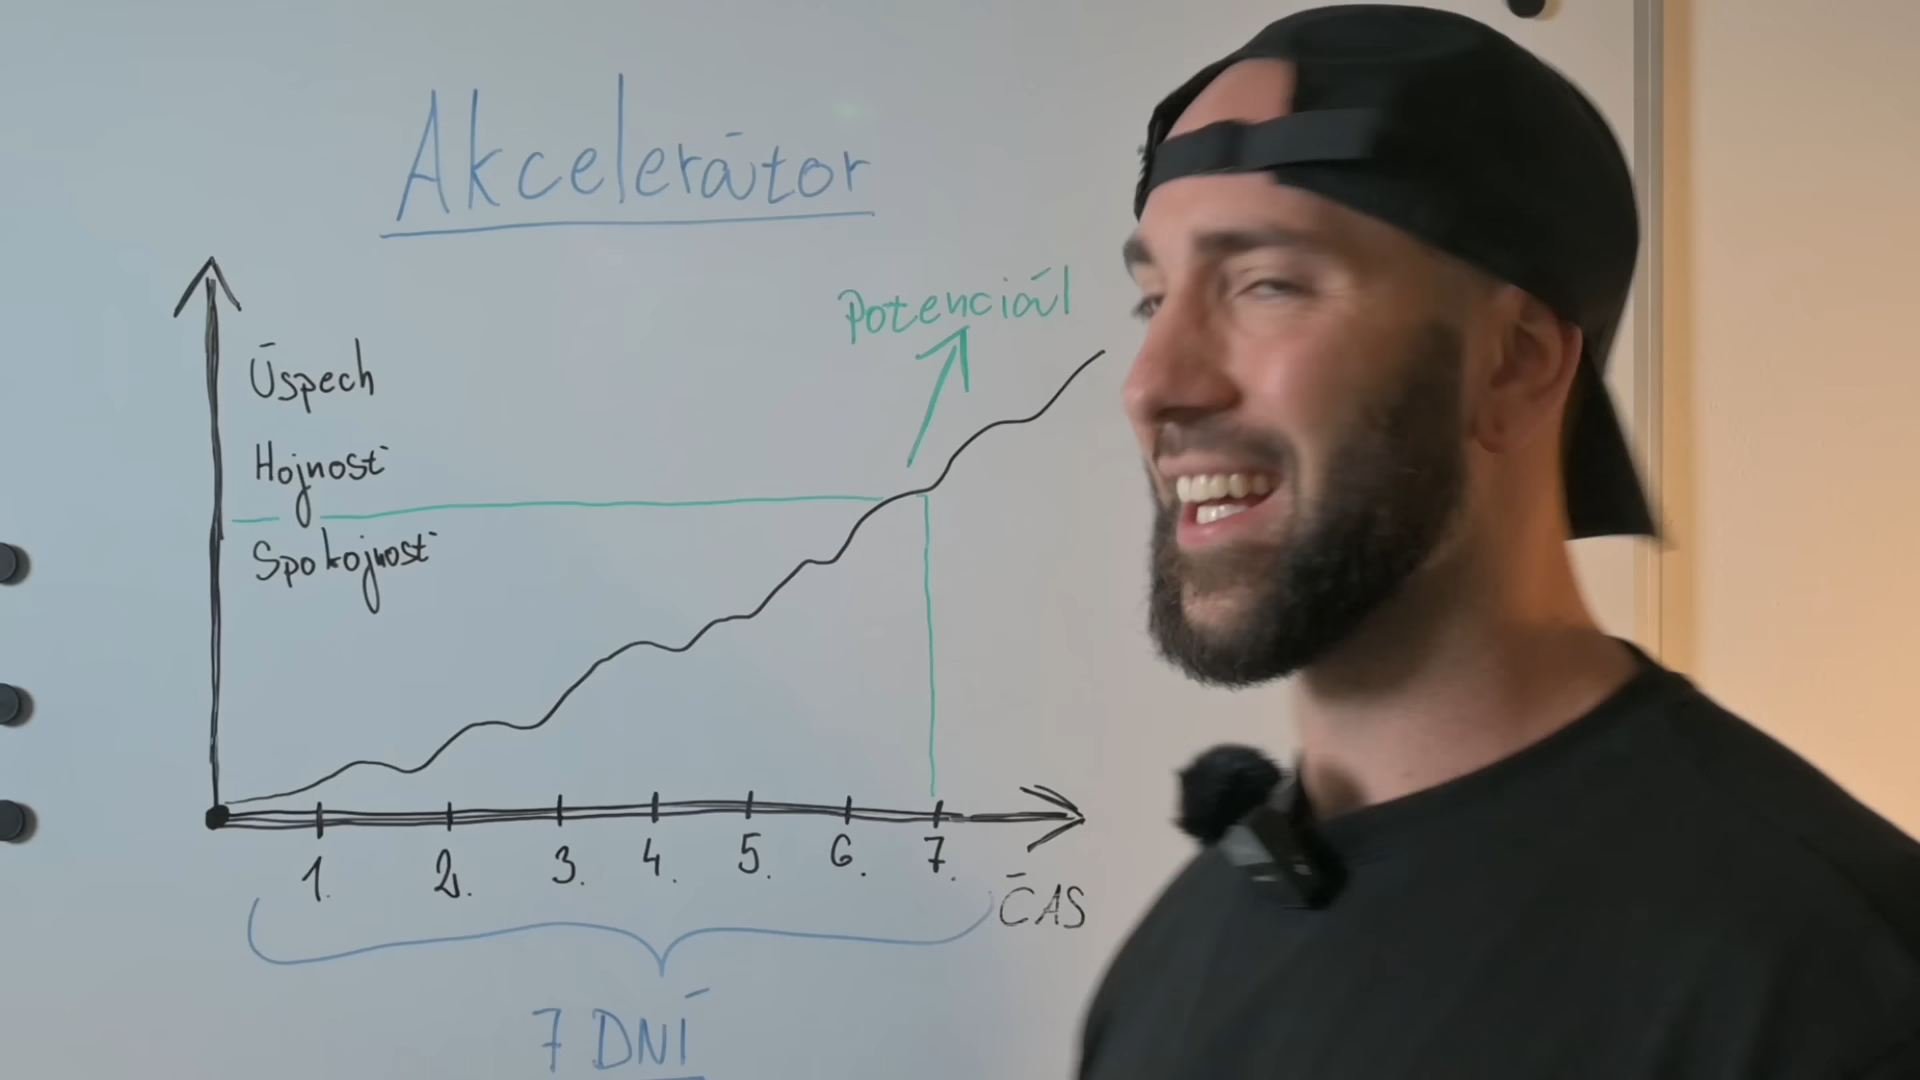 Akcelerátor
Potenciál
Úspech
Hojnosť
Spokojnosť
1. 2. 3. 4. 5. 6. 7.
ČAS
7 DNÍ